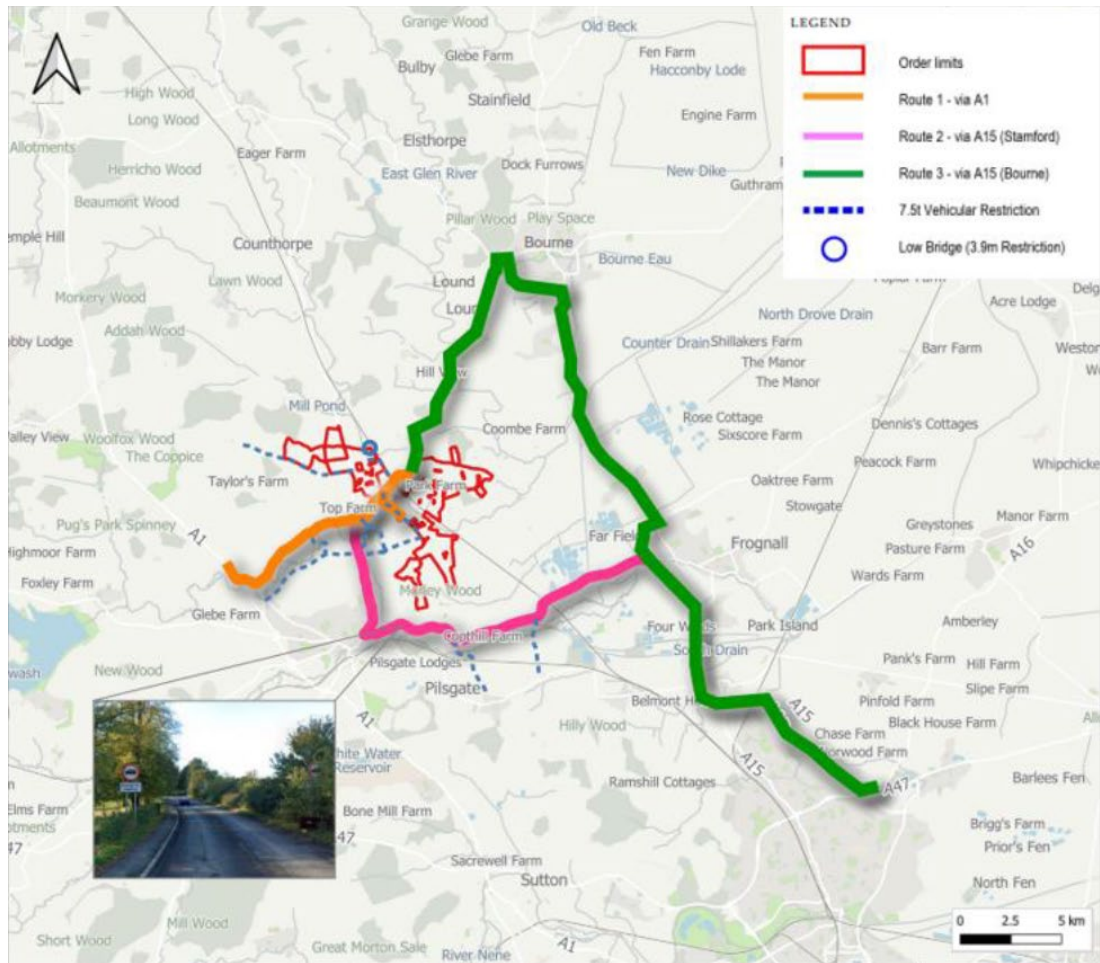 LEGEND
Order limits
Route 1 - via A1
Route 2 - via A15 (Stamford)
Route 3 - via A15 (Bourne)
7.5t Vehicular Restriction
Low Bridge (3.9m Restriction)
Grange Wood
Old Beck
Glebe Farm
Fen Farm
Bulby
Hacconby Lode
High Wood
Stainfield
Long Wood
Engine Farm
Elsthorpe
Allotments
Eager Farm
Dock Furrows
Herricho Wood
East Glen River
New Dike
Guthram
Beaumont Wood
Pillar Wood
Play Space
Counthorpe
Bourne
Bourne Eau
Lawn Wood
Lound
Acre Lodge
Morkery Wood
North Drove Drain
Addah Wood
Counter Drain
Shillakers Farm
Barr Farm
The Manor
Hill View
The Manor
Mill Pond
Rose Cottage
Dennis's Cottages
Valley View
Woolfox Wood
Coombe Farm
Sixscore Farm
The Coppice
Peacock Farm
Taylor's Farm
Park Farm
Oaktree Farm
Top Farm
Stowgate
Manor Farm
Pug's Park Spinney
Greystones
A1
Far Field
Frognall
Pasture Farm
A16
Highmoor Farm
Foxley Farm
Wards Farm
Glebe Farm
Amberley
Park Island
New Wood
Pilsgate Lodges
Pank's Farm
Hill Farm
Pilsgate
Slipe Farm
Pinfold Farm
A1
Hilly Wood
A15
Black House Farm
Chase Farm
Norwood Farm
Reservoir
A15
Ramshill Cottages
A47
Barlees Fen
Bone Mill Farm
Elms Farm
Brigg's Farm
47
47
Prior's Fen
Sacrewell Farm
Sutton
North Fen
Mill Wood
Short Wood
Great Morton Sale
A1
River Nene
0 2.5 5 km